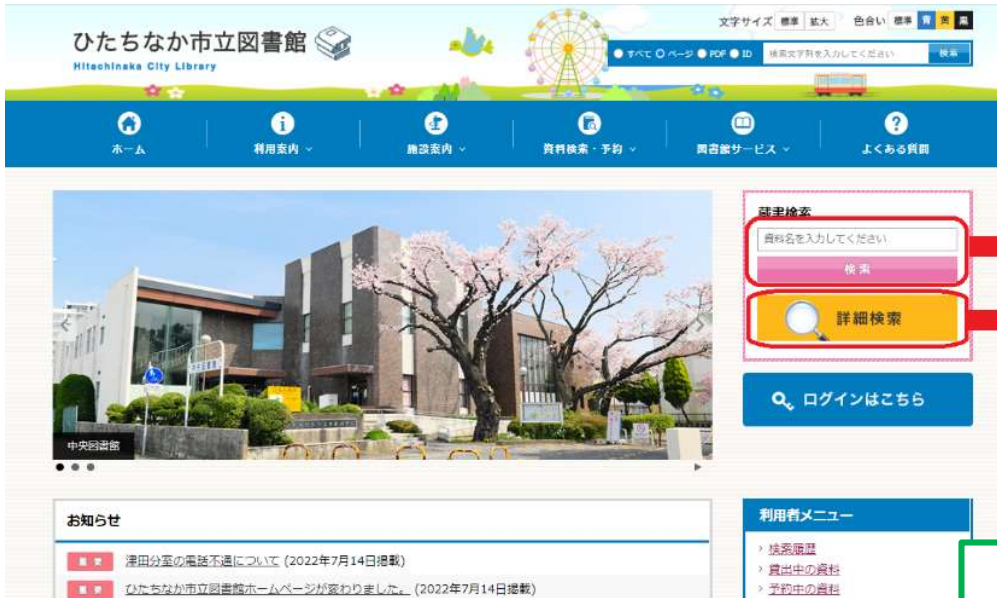 文字サイズ 標準 拡大 色合い 標準 青 黄 黒
ひたちなか市立図書館
Hitachinaka City Library
すべて ページ PDF ID 検索文字列を入力してください 検索
ホーム 利用案内 施設案内 資料検索・予約 図書館サービス よくある質問
蔵書検索
資料名を入力してください
検索
詳細検索
ログインはこちら
中央図書館
お知らせ
重要 津田分室の電話不通について (2022年7月14日掲載)
重要 ひたちなか市立図書館ホームページが変わりました。 (2022年7月14日掲載)
利用者メニュー
検索履歴
貸出中の資料
予約中の資料